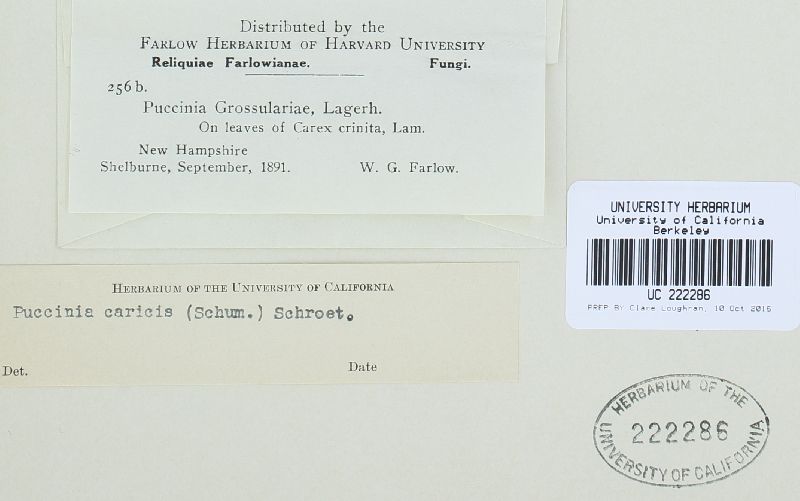 Distributed by the
FARLOW HERBARIUM OF HARVARD UNIVERSITY
Reliquiae Farlowianae. Fungi.
256 b.
Puccinia Grossulariae, Lagerh.
On leaves of Carex crinita, Lam.
New Hampshire
Shelburne, September, 1891. W. G. Farlow.
UNIVERSITY HERBARIUM
University of California
Berkeley
UC 222286
PREP BY Clare Loughran, 10 Oct 2016
HERBARIUM OF THE UNIVERSITY OF CALIFORNIA
Puccinia caricis (Schum.) Schroet.
Det. Date
HERBARIUM OF THE
222286
UNIVERSITY OF CALIFORNIA